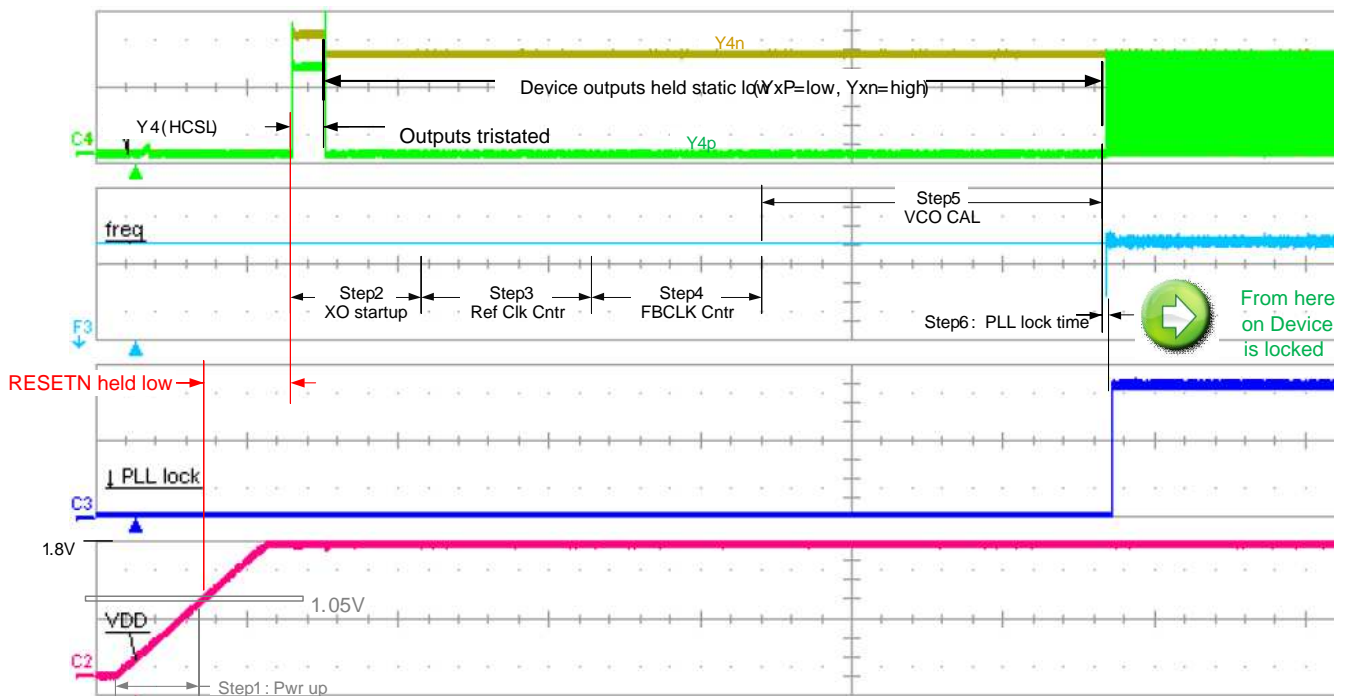 Y4n
Device outputs held static low (YxP=low, Yxn=high)
Y4(HCSL)
Outputs tristated
C4
Y4p
Step5
VCO CAL
freq
Step2
XO startup
Step3
Ref Clk Cntr
Step4
FBCLK Cntr
Step6: PLL lock time
From here
on Device
is locked
F3
RESETN held low
↓ PLL lock
C3
1.8V
1.05V
VDD
C2
Step1: Pwr up